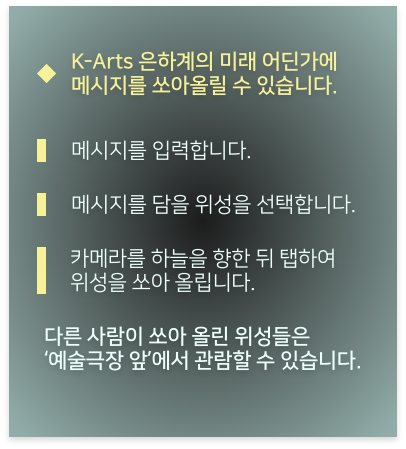 K-Arts 은하계의 미래 어딘가에
메시지를 쏘아올릴 수 있습니다.
메시지를 입력합니다.
메시지를 담을 위성을 선택합니다.
카메라를 하늘을 향한 뒤 탭하여
위성을 쏘아 올립니다.
다른 사람이 쏘아 올린 위성들은
‘예술극장 앞’에서 관람할 수 있습니다.